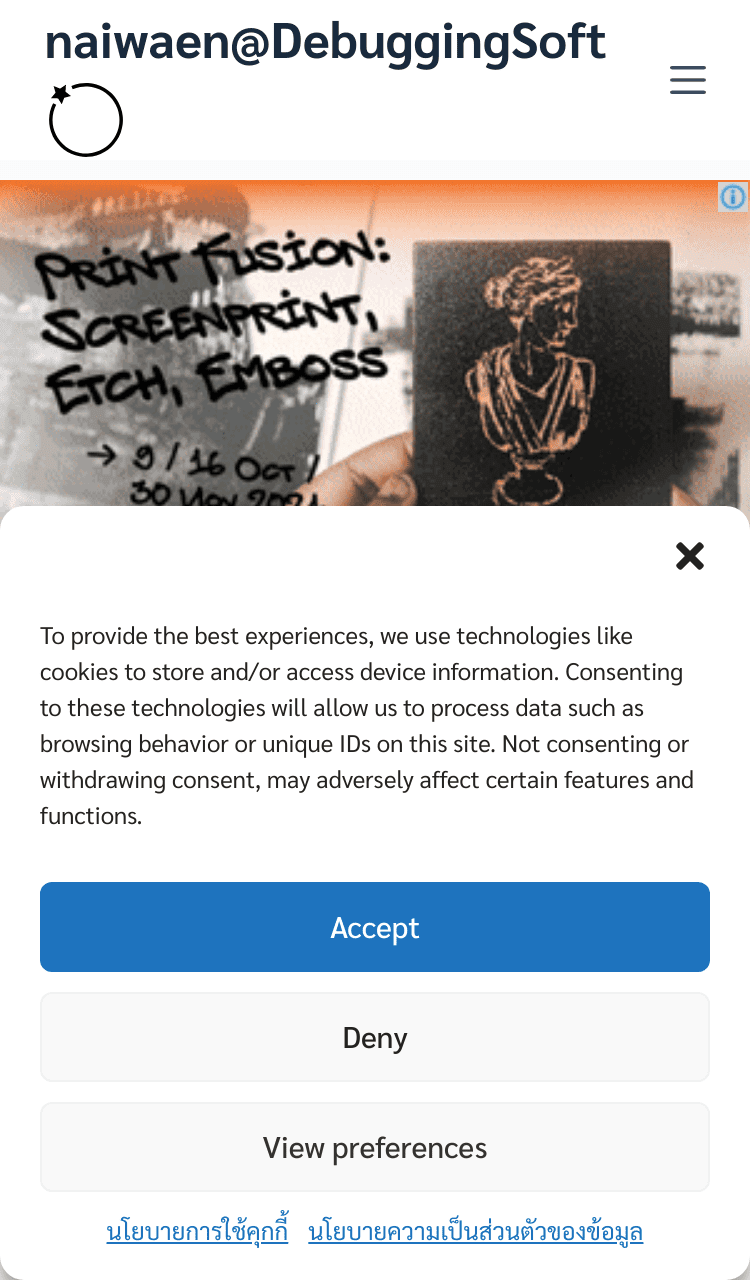 naiwaen@DebuggingSoft
PRINT FUSION:
SCREENPRINT,
ETCH, EMBOSS
→ 9 / 16 OCT /
30 NOV 2021
To provide the best experiences, we use technologies like
cookies to store and/or access device information. Consenting
to these technologies will allow us to process data such as
browsing behavior or unique IDs on this site. Not consenting or
withdrawing consent, may adversely affect certain features and
functions.
Accept
Deny
View preferences
นโยบายการใช้คุกกี้ นโยบายความเป็นส่วนตัวของข้อมูล